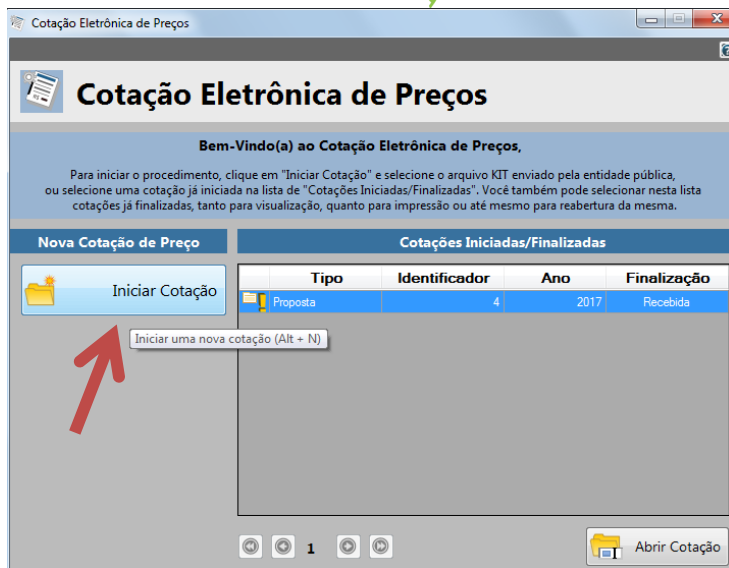 Cotação Eletrônica de Preços
Cotação Eletrônica de Preços
Bem-Vindo(a) ao Cotação Eletrônica de Preços,
Para iniciar o procedimento, clique em "Iniciar Cotação" e selecione o arquivo KIT enviado pela entidade pública,
ou selecione uma cotação já iniciada na lista de "Cotações Iniciadas/Finalizadas". Você também pode selecionar nesta lista
cotações já finalizadas, tanto para visualização, quanto para impressão ou até mesmo para reabertura da mesma.
Nova Cotação de Preço
Cotações Iniciadas/Finalizadas
Iniciar Cotação
Tipo Identificador Ano Finalização
Proposta 4 2017 Recebida
Iniciar uma nova cotação (Alt + N)
1
Abrir Cotação